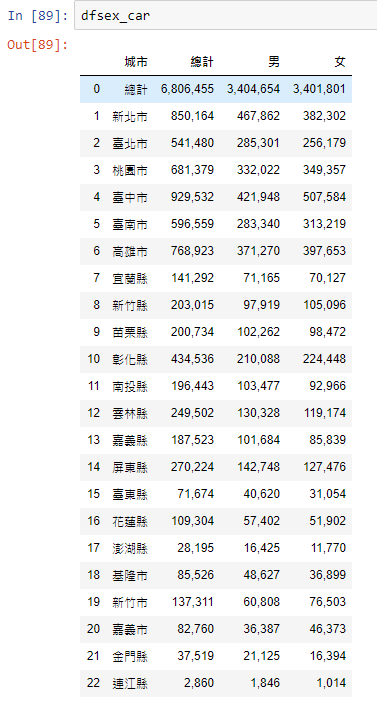 In [89]: dfsex_car
Out[89]:
城市 總計 男 女
0 總計 6,806,455 3,404,654 3,401,801
1 新北市 850,164 467,862 382,302
2 臺北市 541,480 285,301 256,179
3 桃園市 681,379 332,022 349,357
4 臺中市 929,532 421,948 507,584
5 臺南市 596,559 283,340 313,219
6 高雄市 768,923 371,270 397,653
7 宜蘭縣 141,292 71,165 70,127
8 新竹縣 203,015 97,919 105,096
9 苗栗縣 200,734 102,262 98,472
10 彰化縣 434,536 210,088 224,448
11 南投縣 196,443 103,477 92,966
12 雲林縣 249,502 130,328 119,174
13 嘉義縣 187,523 101,684 85,839
14 屏東縣 270,224 142,748 127,476
15 臺東縣 71,674 40,620 31,054
16 花蓮縣 109,304 57,402 51,902
17 澎湖縣 28,195 16,425 11,770
18 基隆市 85,526 48,627 36,899
19 新竹市 137,311 60,808 76,503
20 嘉義市 82,760 36,387 46,373
21 金門縣 37,519 21,125 16,394
22 連江縣 2,860 1,846 1,014